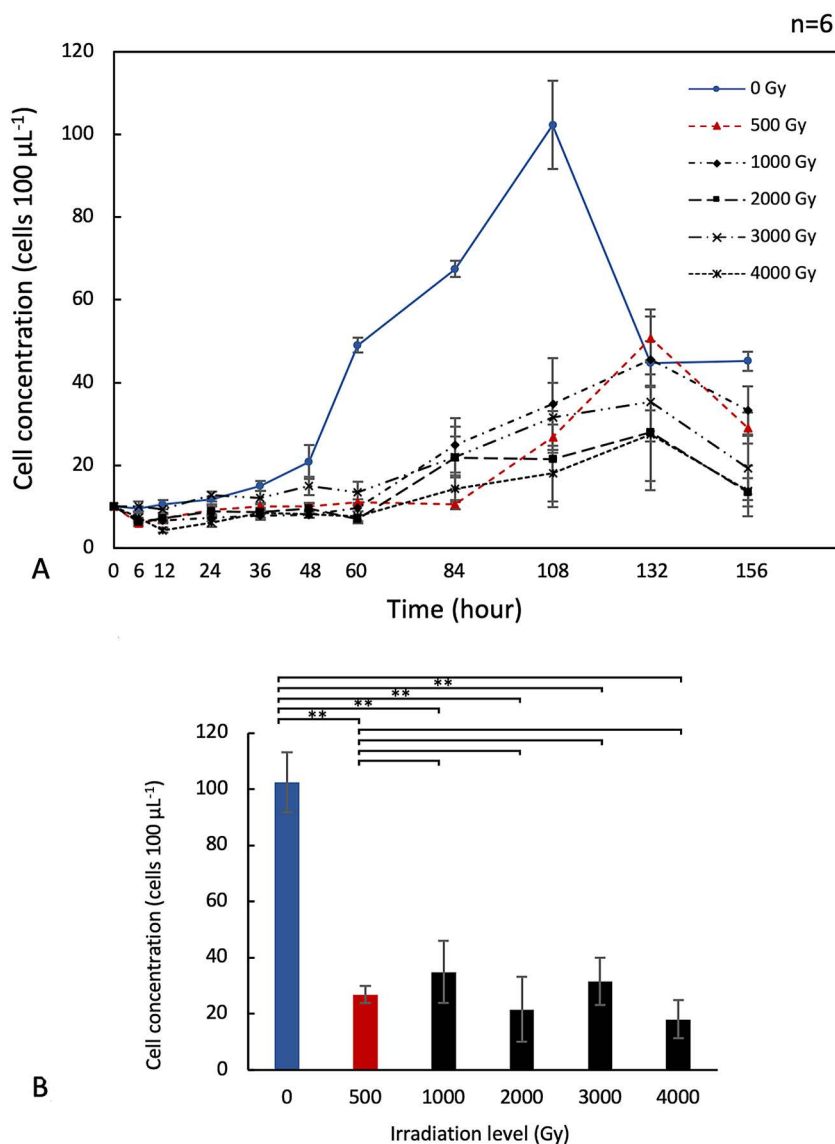 n=6
120
100
80
60
40
20
0
Cell concentration (cells 100 µL⁻¹)
0 Gy
500 Gy
1000 Gy
2000 Gy
3000 Gy
4000 Gy
0 6 12 24 36 48 60 84 108 132 156
Time (hour)
A
**
**
**
**
120
100
80
60
40
20
0
Cell concentration (cells 100 µL⁻¹)
0 500 1000 2000 3000 4000
Irradiation level (Gy)
B